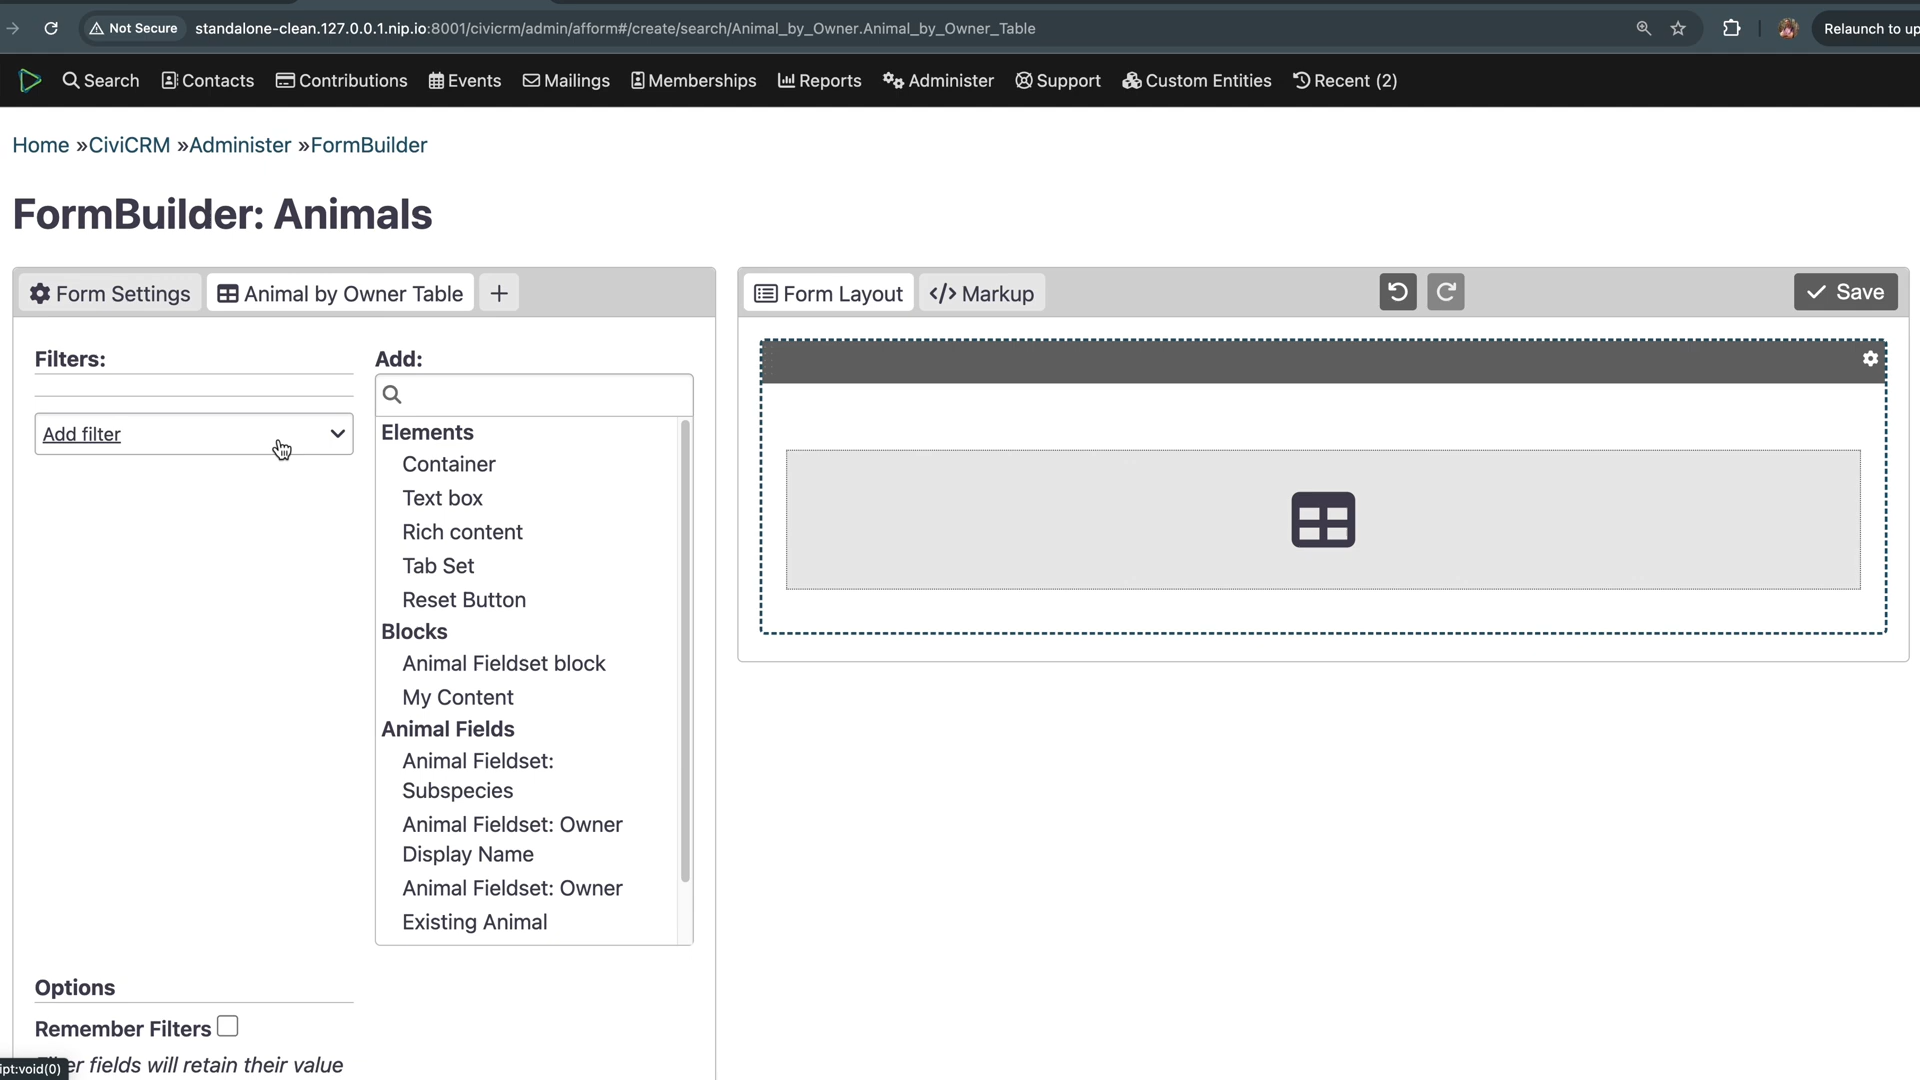 Not Secure standalone-clean.127.0.0.1.nip.io:8001/civicrm/admin/afform#/create/search/Animal_by_Owner.Animal_by_Owner_Table Relaunch to up
Search Contacts Contributions Events Mailings Memberships Reports Administer Support Custom Entities Recent (2)
Home »CiviCRM »Administer »FormBuilder
FormBuilder: Animals
Form Settings Animal by Owner Table +
Form Layout </> Markup Save
Filters:
Add filter
Add:
Elements
Container
Text box
Rich content
Tab Set
Reset Button
Blocks
Animal Fieldset block
My Content
Animal Fields
Animal Fieldset:
Subspecies
Animal Fieldset: Owner
Display Name
Animal Fieldset: Owner
Existing Animal
Options
Remember Filters
er fields will retain their value
ipt:void(0)